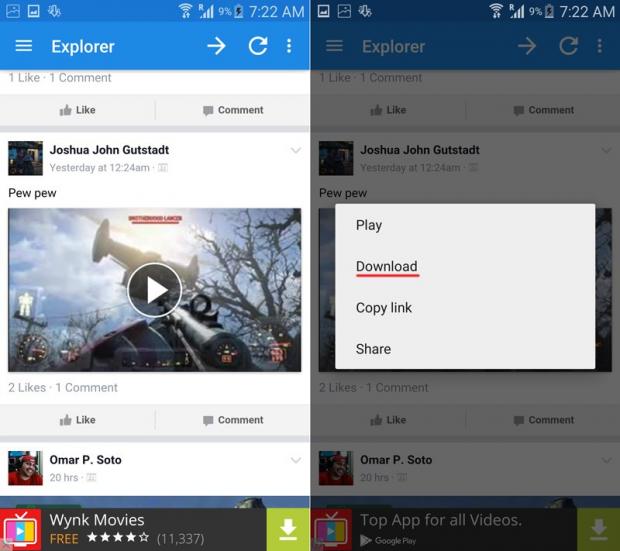 9% 7:22 AM
Explorer
1 Like · 1 Comment
Like Comment
Joshua John Gutstadt
Yesterday at 12:24am ·
Pew pew
BROTHERHOOD LANCER
2 Likes · 1 Comment
Like Comment
Omar P. Soto
20 hrs ·
Wynk Movies
FREE (11,337)
R 9% 7:22 AM
Explorer
1 Like · 1 Comment
Like Comment
Joshua John Gutstadt
Yesterday at 12:24am ·
Pew pew
Play
Download
Copy link
Share
2 Likes · 1 Comment
Like Comment
Omar P. Soto
20 hrs ·
Top App for all Videos.
Google Play